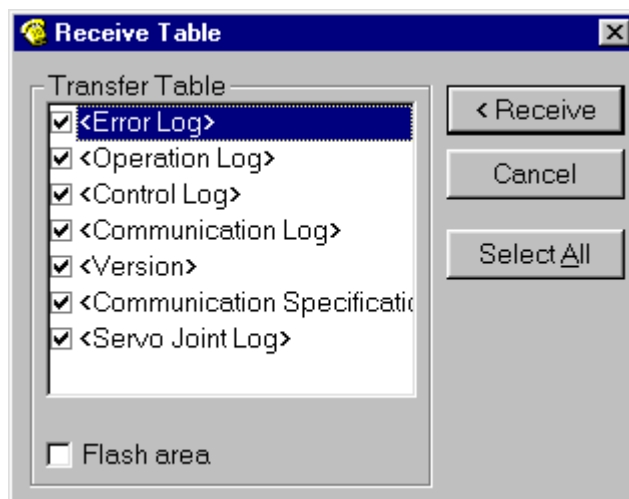 Receive Table
Transfer Table
<Error Log>
<Operation Log>
<Control Log>
<Communication Log>
<Version>
<Communication Specificatio
<Servo Joint Log>
Flash area
< Receive
Cancel
Select All